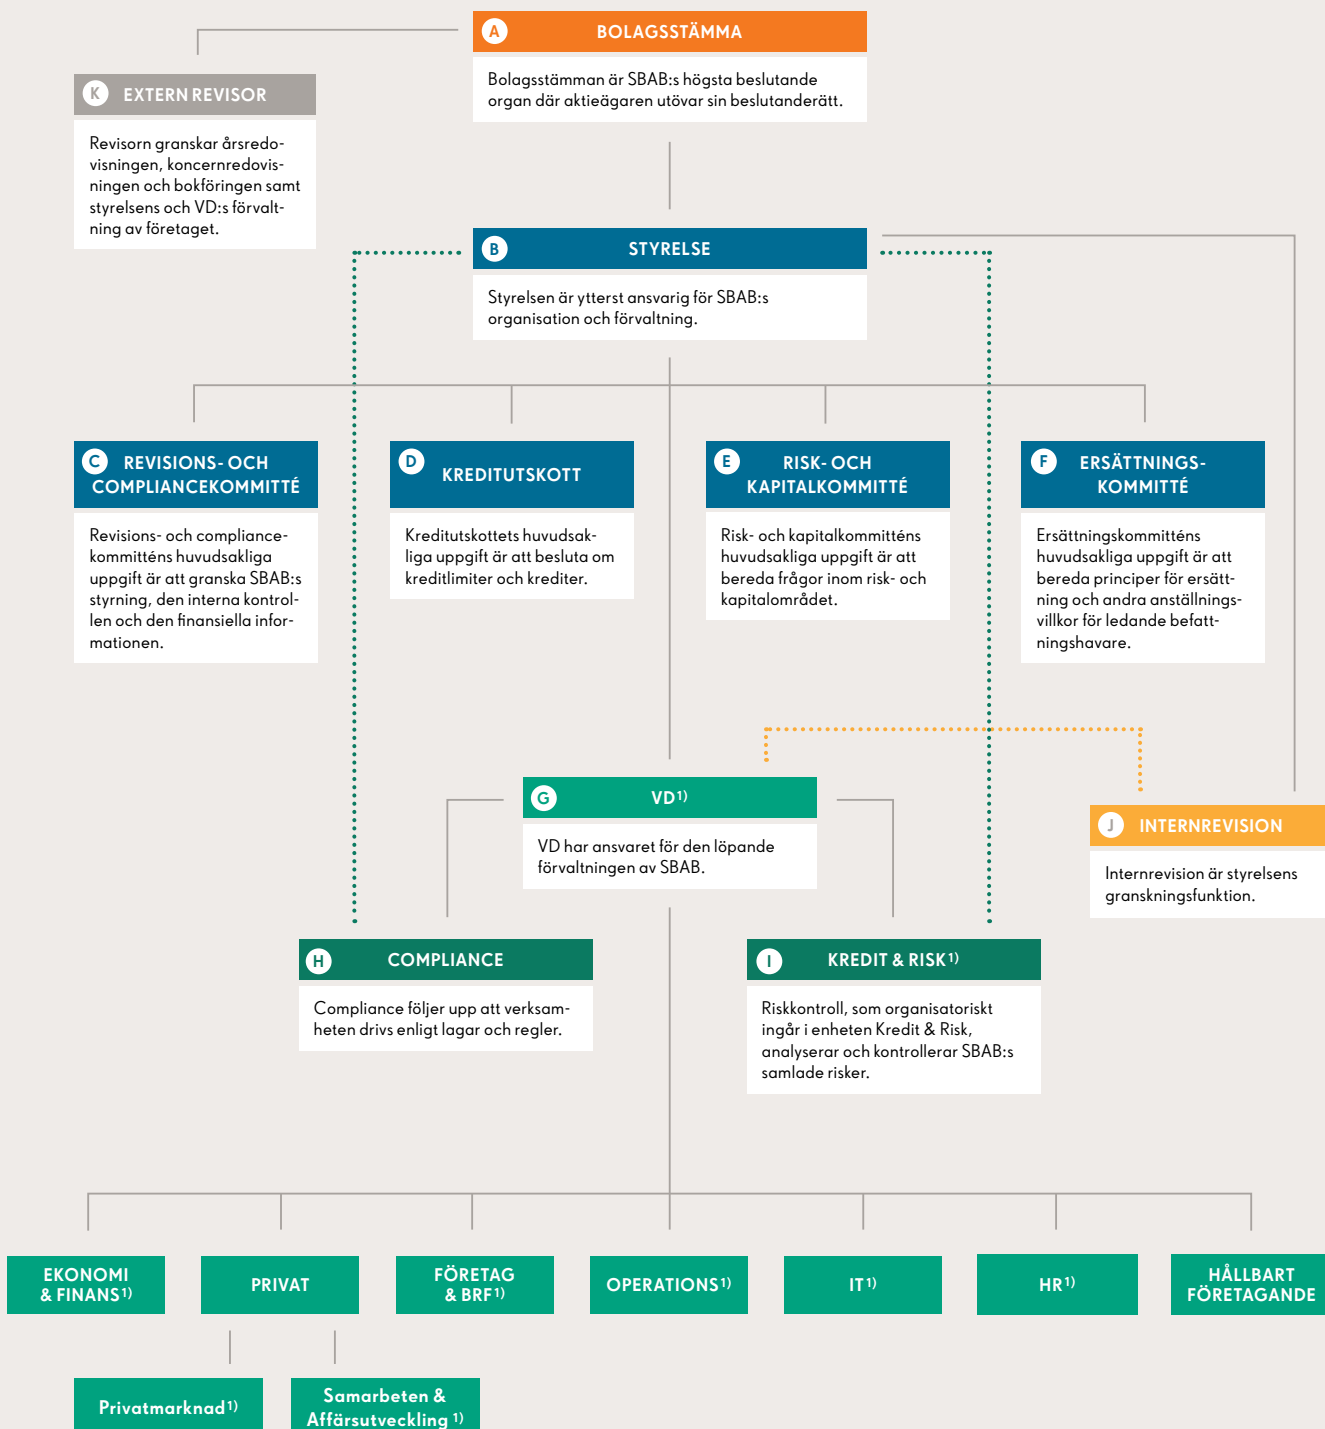 A BOLAGSSTÄMMA
Bolagsstämman är SBAB:s högsta beslutande
organ där aktieägaren utövar sin beslutanderätt.
K EXTERN REVISOR
Revisorn granskar årsredo-
visningen, koncernredovis-
ningen och bokföringen samt
styrelsens och VD:s förvalt-
ning av företaget.
B STYRELSE
Styrelsen är ytterst ansvarig för SBAB:s
organisation och förvaltning.
C REVISIONS- OCH
COMPLIANCEKOMMITTÉ
Revisions- och compliance-
kommitténs huvudsakliga
uppgift är att granska SBAB:s
styrning, den interna kontrol-
len och den finansiella infor-
mationen.
D KREDITUTSKOTT
Kreditutskottets huvudsak-
liga uppgift är att besluta om
kreditlimiter och krediter.
E RISK- OCH
KAPITALKOMMITTÉ
Risk- och kapitalkommitténs
huvudsakliga uppgift är att
bereda frågor inom risk- och
kapitalområdet.
F ERSÄTTNINGS-
KOMMITTÉ
Ersättningskommitténs
huvudsakliga uppgift är att
bereda principer för ersätt-
ning och andra anställnings-
villkor för ledande befatt-
ningshavare.
G VD1)
VD har ansvaret för den löpande
förvaltningen av SBAB.
J INTERNREVISION
Internrevision är styrelsens
granskningsfunktion.
H COMPLIANCE
Compliance följer upp att verksam-
heten drivs enligt lagar och regler.
I KREDIT & RISK1)
Riskkontroll, som organisatoriskt
ingår i enheten Kredit & Risk,
analyserar och kontrollerar SBAB:s
samlade risker.
EKONOMI
& FINANS1)
PRIVAT
FÖRETAG
& BRF1)
OPERATIONS1)
IT1)
HR1)
HÅLLBART
FÖRETAGANDE
Privatmarknad1)
Samarbeten &
Affärsutveckling 1)